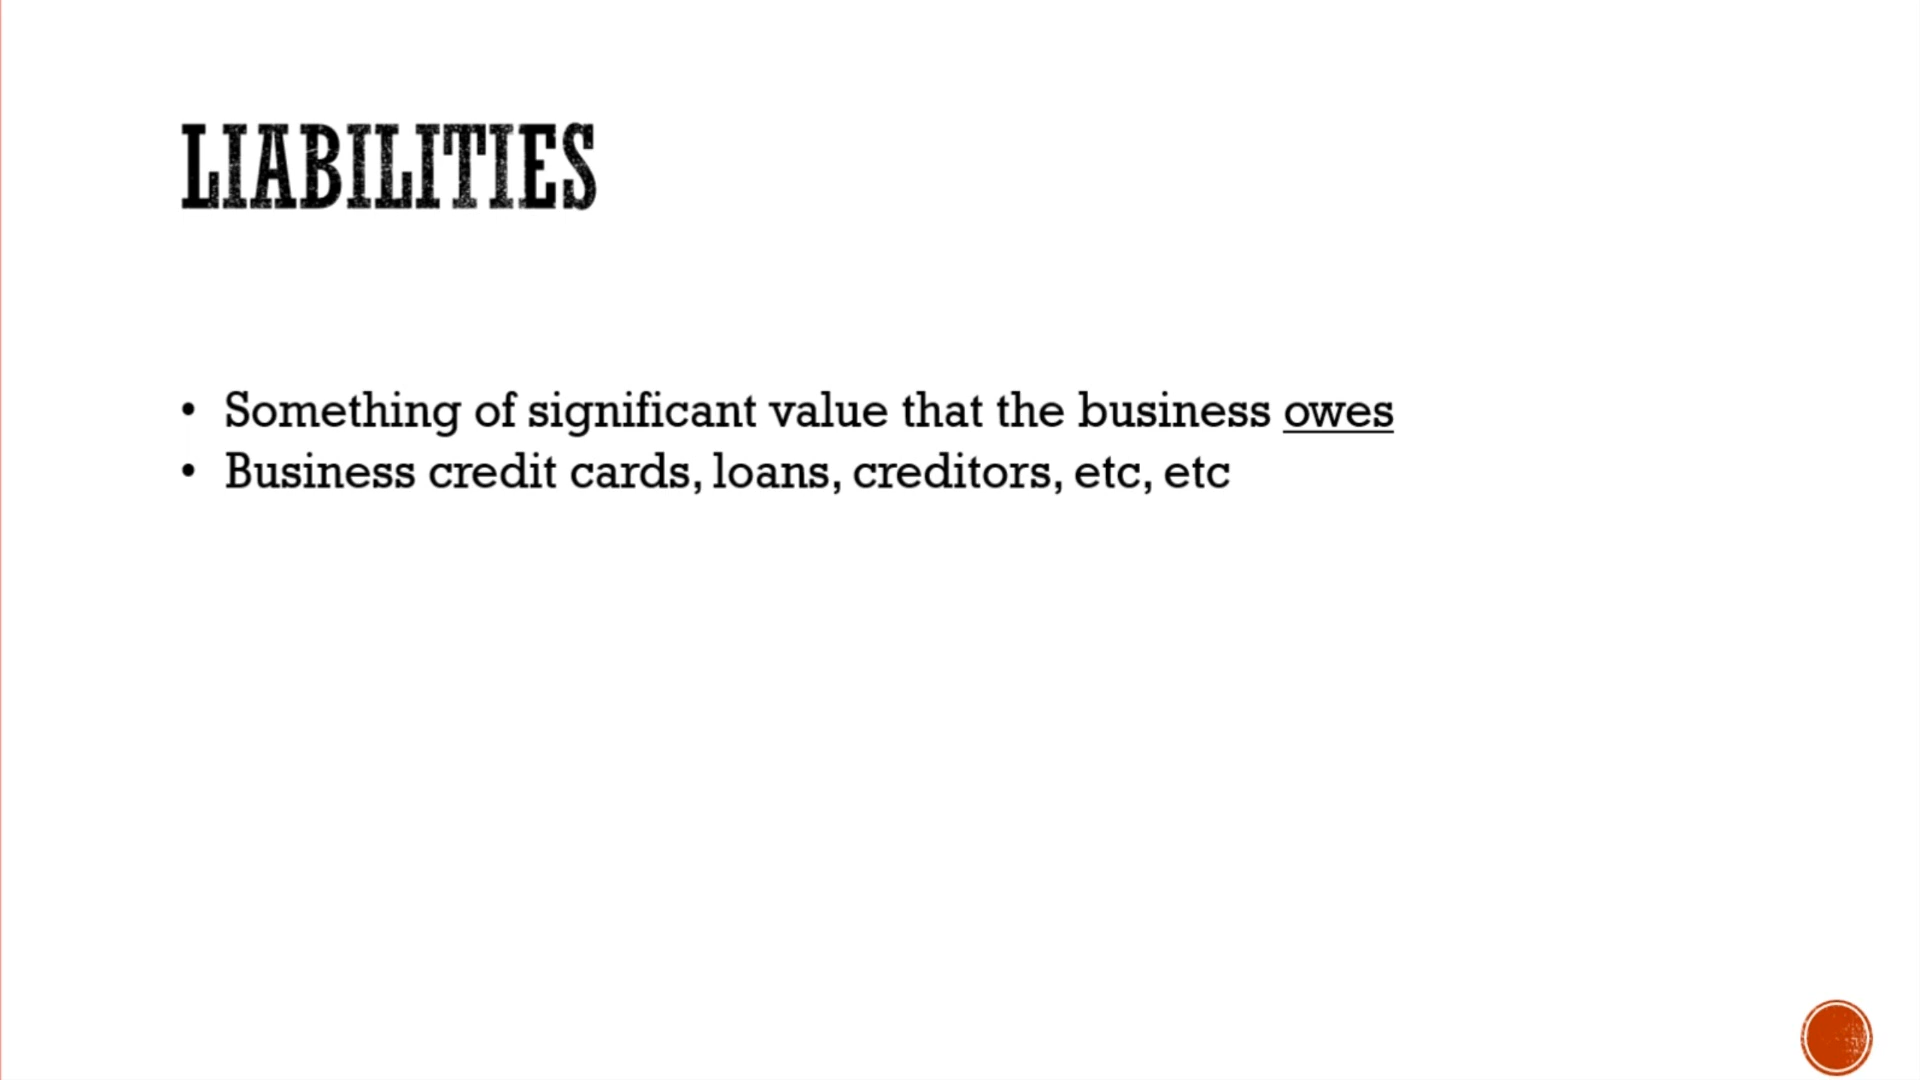 LIABILITIES
• Something of significant value that the business owes
• Business credit cards, loans, creditors, etc, etc